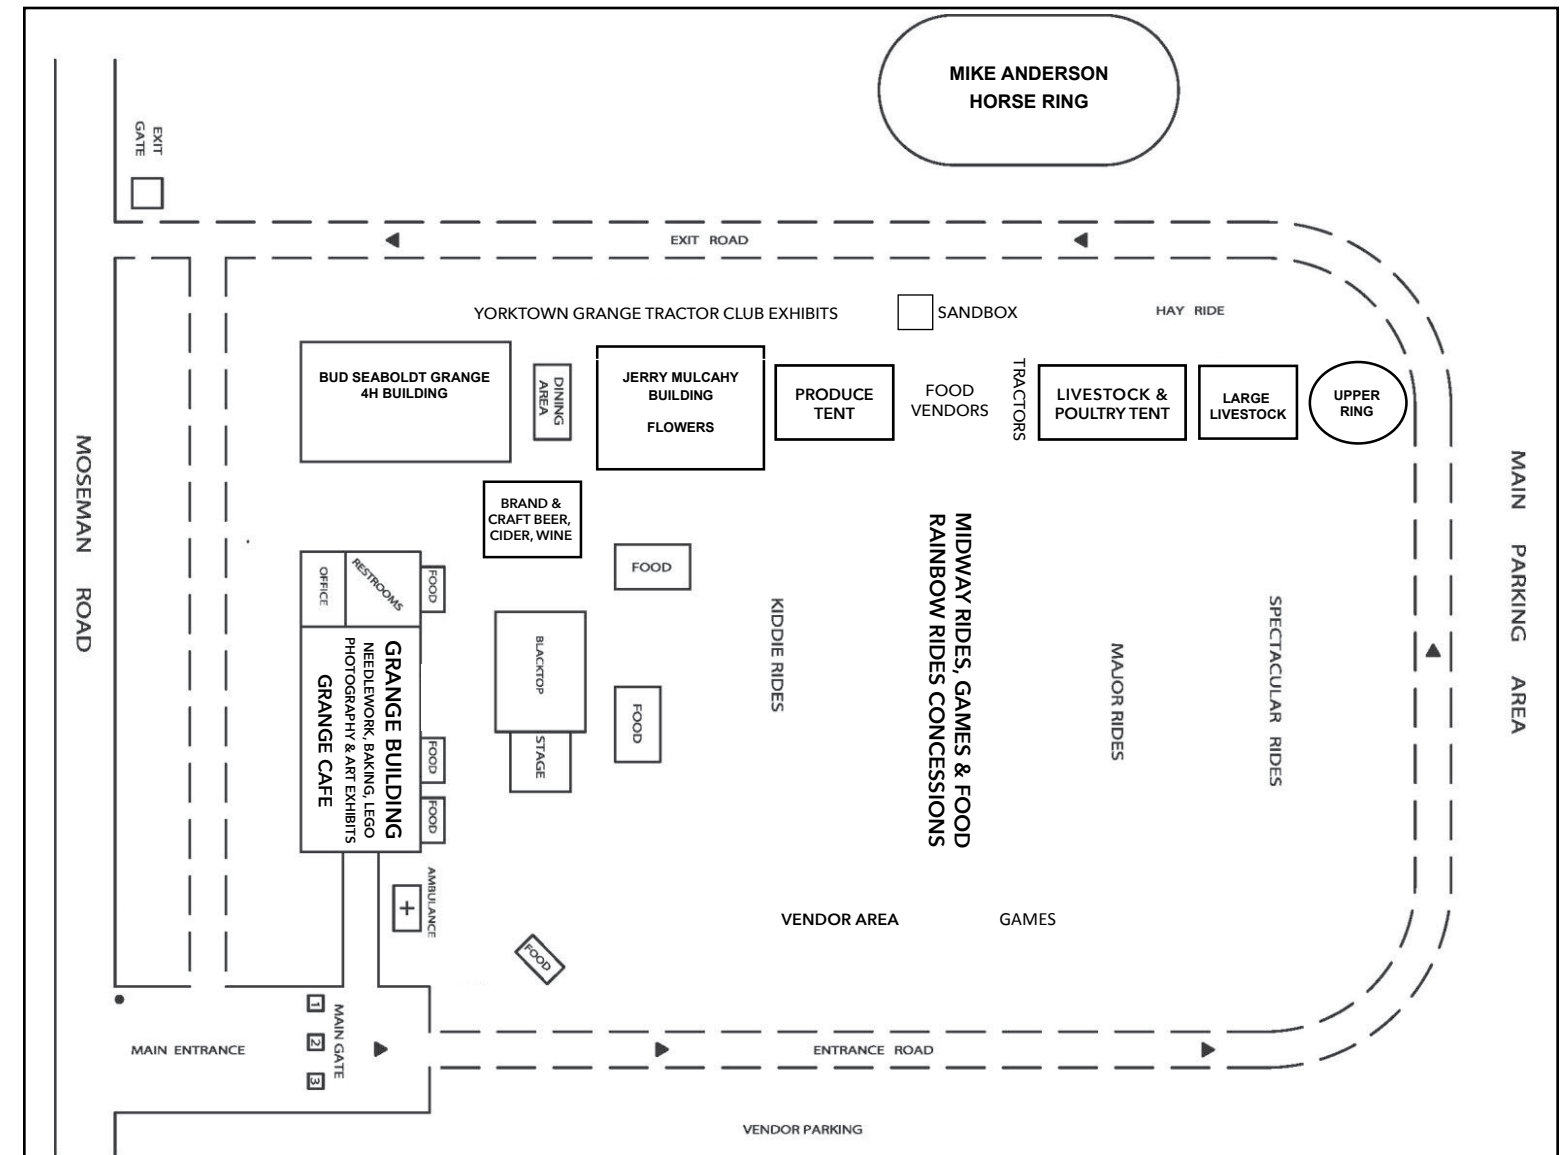 MIKE ANDERSON
HORSE RING
EXIT
GATE
EXIT ROAD
YORKTOWN GRANGE TRACTOR CLUB EXHIBITS
SANDBOX
HAY RIDE
BUD SEABOLDT GRANGE
4H BUILDING
DINING
AREA
JERRY MULCAHY
BUILDING
FLOWERS
PRODUCE
TENT
FOOD
VENDORS
TRACTORS
LIVESTOCK &
POULTRY TENT
LARGE
LIVESTOCK
UPPER
RING
MOSEMAN ROAD
MAIN PARKING AREA
BRAND &
CRAFT BEER,
CIDER, WINE
OFFICE
RESTROOMS
FOOD
FOOD
BLACKTOP
STAGE
FOOD
KIDDIE RIDES
MIDWAY RIDES, GAMES & FOOD
RAINBOW RIDES CONCESSIONS
MAJOR RIDES
SPECTACULAR RIDES
GRANGE BUILDING
NEEDLEWORK, BAKING, LEGO
PHOTOGRAPHY & ART EXHIBITS
GRANGE CAFE
FOOD
FOOD
AMBULANCE
+
FOOD
VENDOR AREA
GAMES
MAIN ENTRANCE
1
2
3
MAIN GATE
ENTRANCE ROAD
VENDOR PARKING